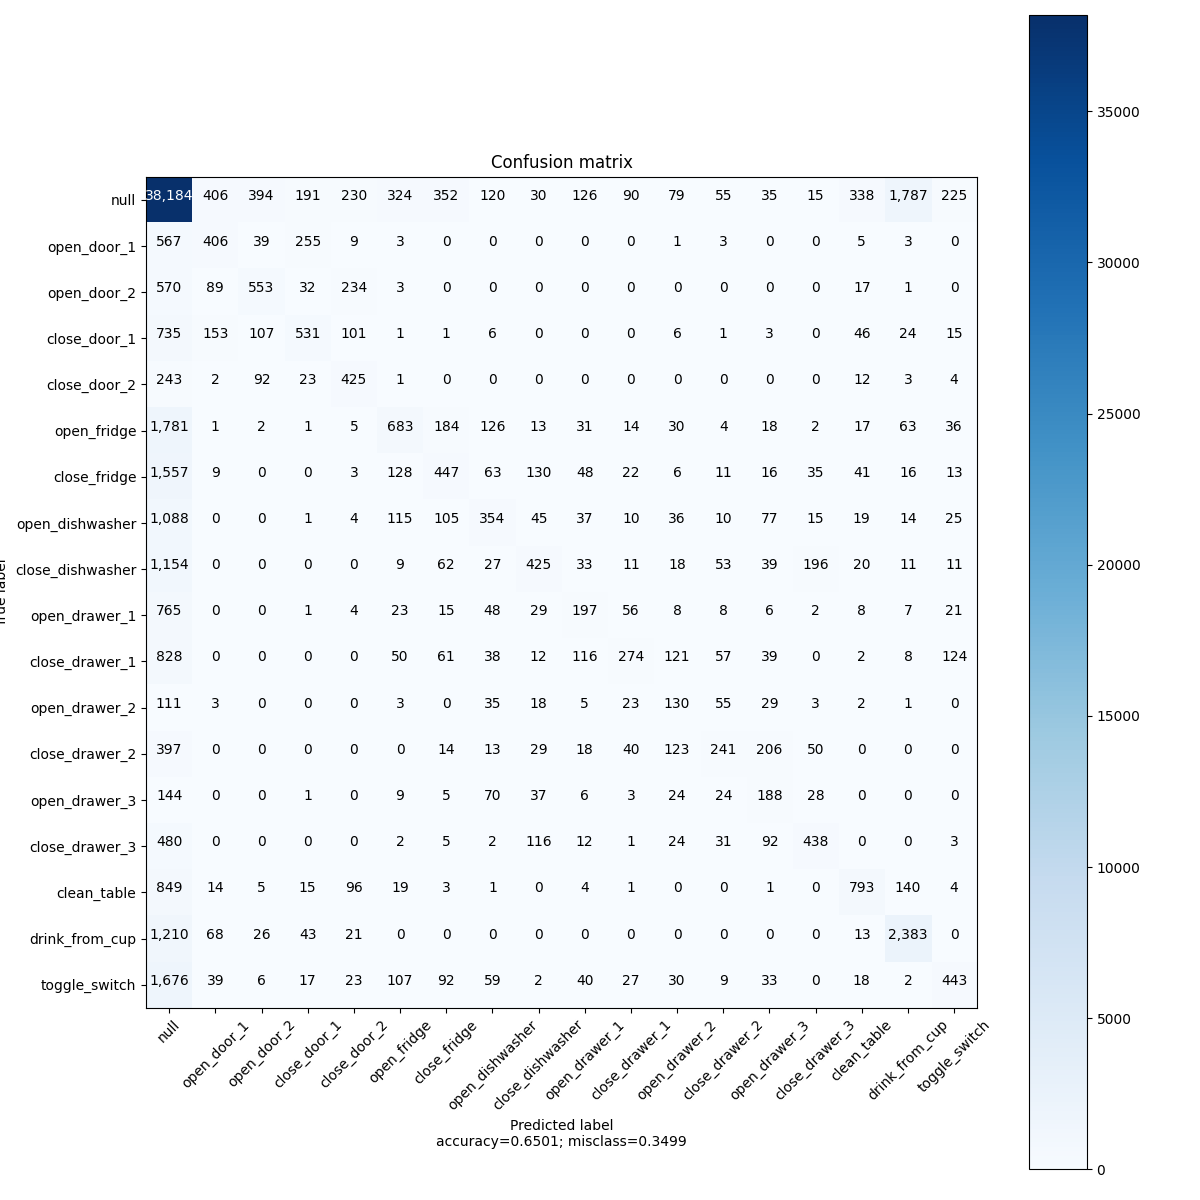 Confusion matrix
null 38,184 406 394 191 230 324 352 120 30 126 90 79 55 35 15 338 1,787 225
open_door_1 567 406 39 255 9 3 0 0 0 0 0 1 3 0 0 5 3 0
open_door_2 570 89 553 32 234 3 0 0 0 0 0 0 0 0 0 17 1 0
close_door_1 735 153 107 531 101 1 1 6 0 0 0 6 1 3 0 46 24 15
close_door_2 243 2 92 23 425 1 0 0 0 0 0 0 0 0 0 12 3 4
open_fridge 1,781 1 2 1 5 683 184 126 13 31 14 30 4 18 2 17 63 36
close_fridge 1,557 9 0 0 3 128 447 63 130 48 22 6 11 16 35 41 16 13
open_dishwasher 1,088 0 0 1 4 115 105 354 45 37 10 36 10 77 15 19 14 25
close_dishwasher 1,154 0 0 0 0 9 62 27 425 33 11 18 53 39 196 20 11 11
open_drawer_1 765 0 0 1 4 23 15 48 29 197 56 8 8 6 2 8 7 21
close_drawer_1 828 0 0 0 0 50 61 38 12 116 274 121 57 39 0 2 8 124
open_drawer_2 111 3 0 0 0 3 0 35 18 5 23 130 55 29 3 2 1 0
close_drawer_2 397 0 0 0 0 0 14 13 29 18 40 123 241 206 50 0 0 0
open_drawer_3 144 0 0 1 0 9 5 70 37 6 3 24 24 188 28 0 0 0
close_drawer_3 480 0 0 0 0 2 5 2 116 12 1 24 31 92 438 0 0 3
clean_table 849 14 5 15 96 19 3 1 0 4 1 0 0 1 0 793 140 4
drink_from_cup 1,210 68 26 43 21 0 0 0 0 0 0 0 0 0 0 13 2,383 0
toggle_switch 1,676 39 6 17 23 107 92 59 2 40 27 30 9 33 0 18 2 443
null open_door_1 open_door_2 close_door_1 close_door_2 open_fridge close_fridge open_dishwasher close_dishwasher open_drawer_1 close_drawer_1 open_drawer_2 close_drawer_2 open_drawer_3 close_drawer_3 clean_table drink_from_cup toggle_switch
Predicted label
accuracy=0.6501; misclass=0.3499
35000
30000
25000
20000
15000
10000
5000
0